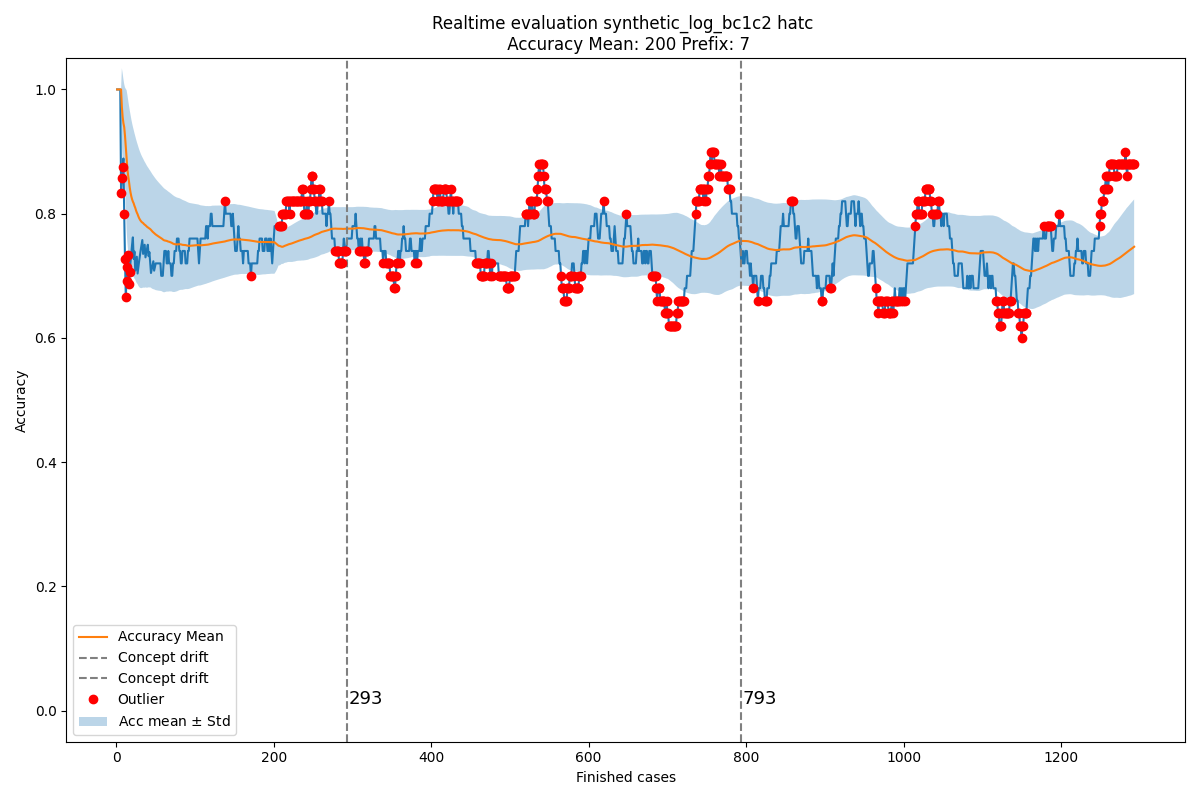 Realtime evaluation synthetic_log_bc1c2 hatc
Accuracy Mean: 200 Prefix: 7
Accuracy
1.0
0.8
0.6
0.4
0.2
0.0
Accuracy Mean
Concept drift
Concept drift
Outlier
Acc mean ± Std
293
793
0
200
400
600
800
1000
1200
Finished cases